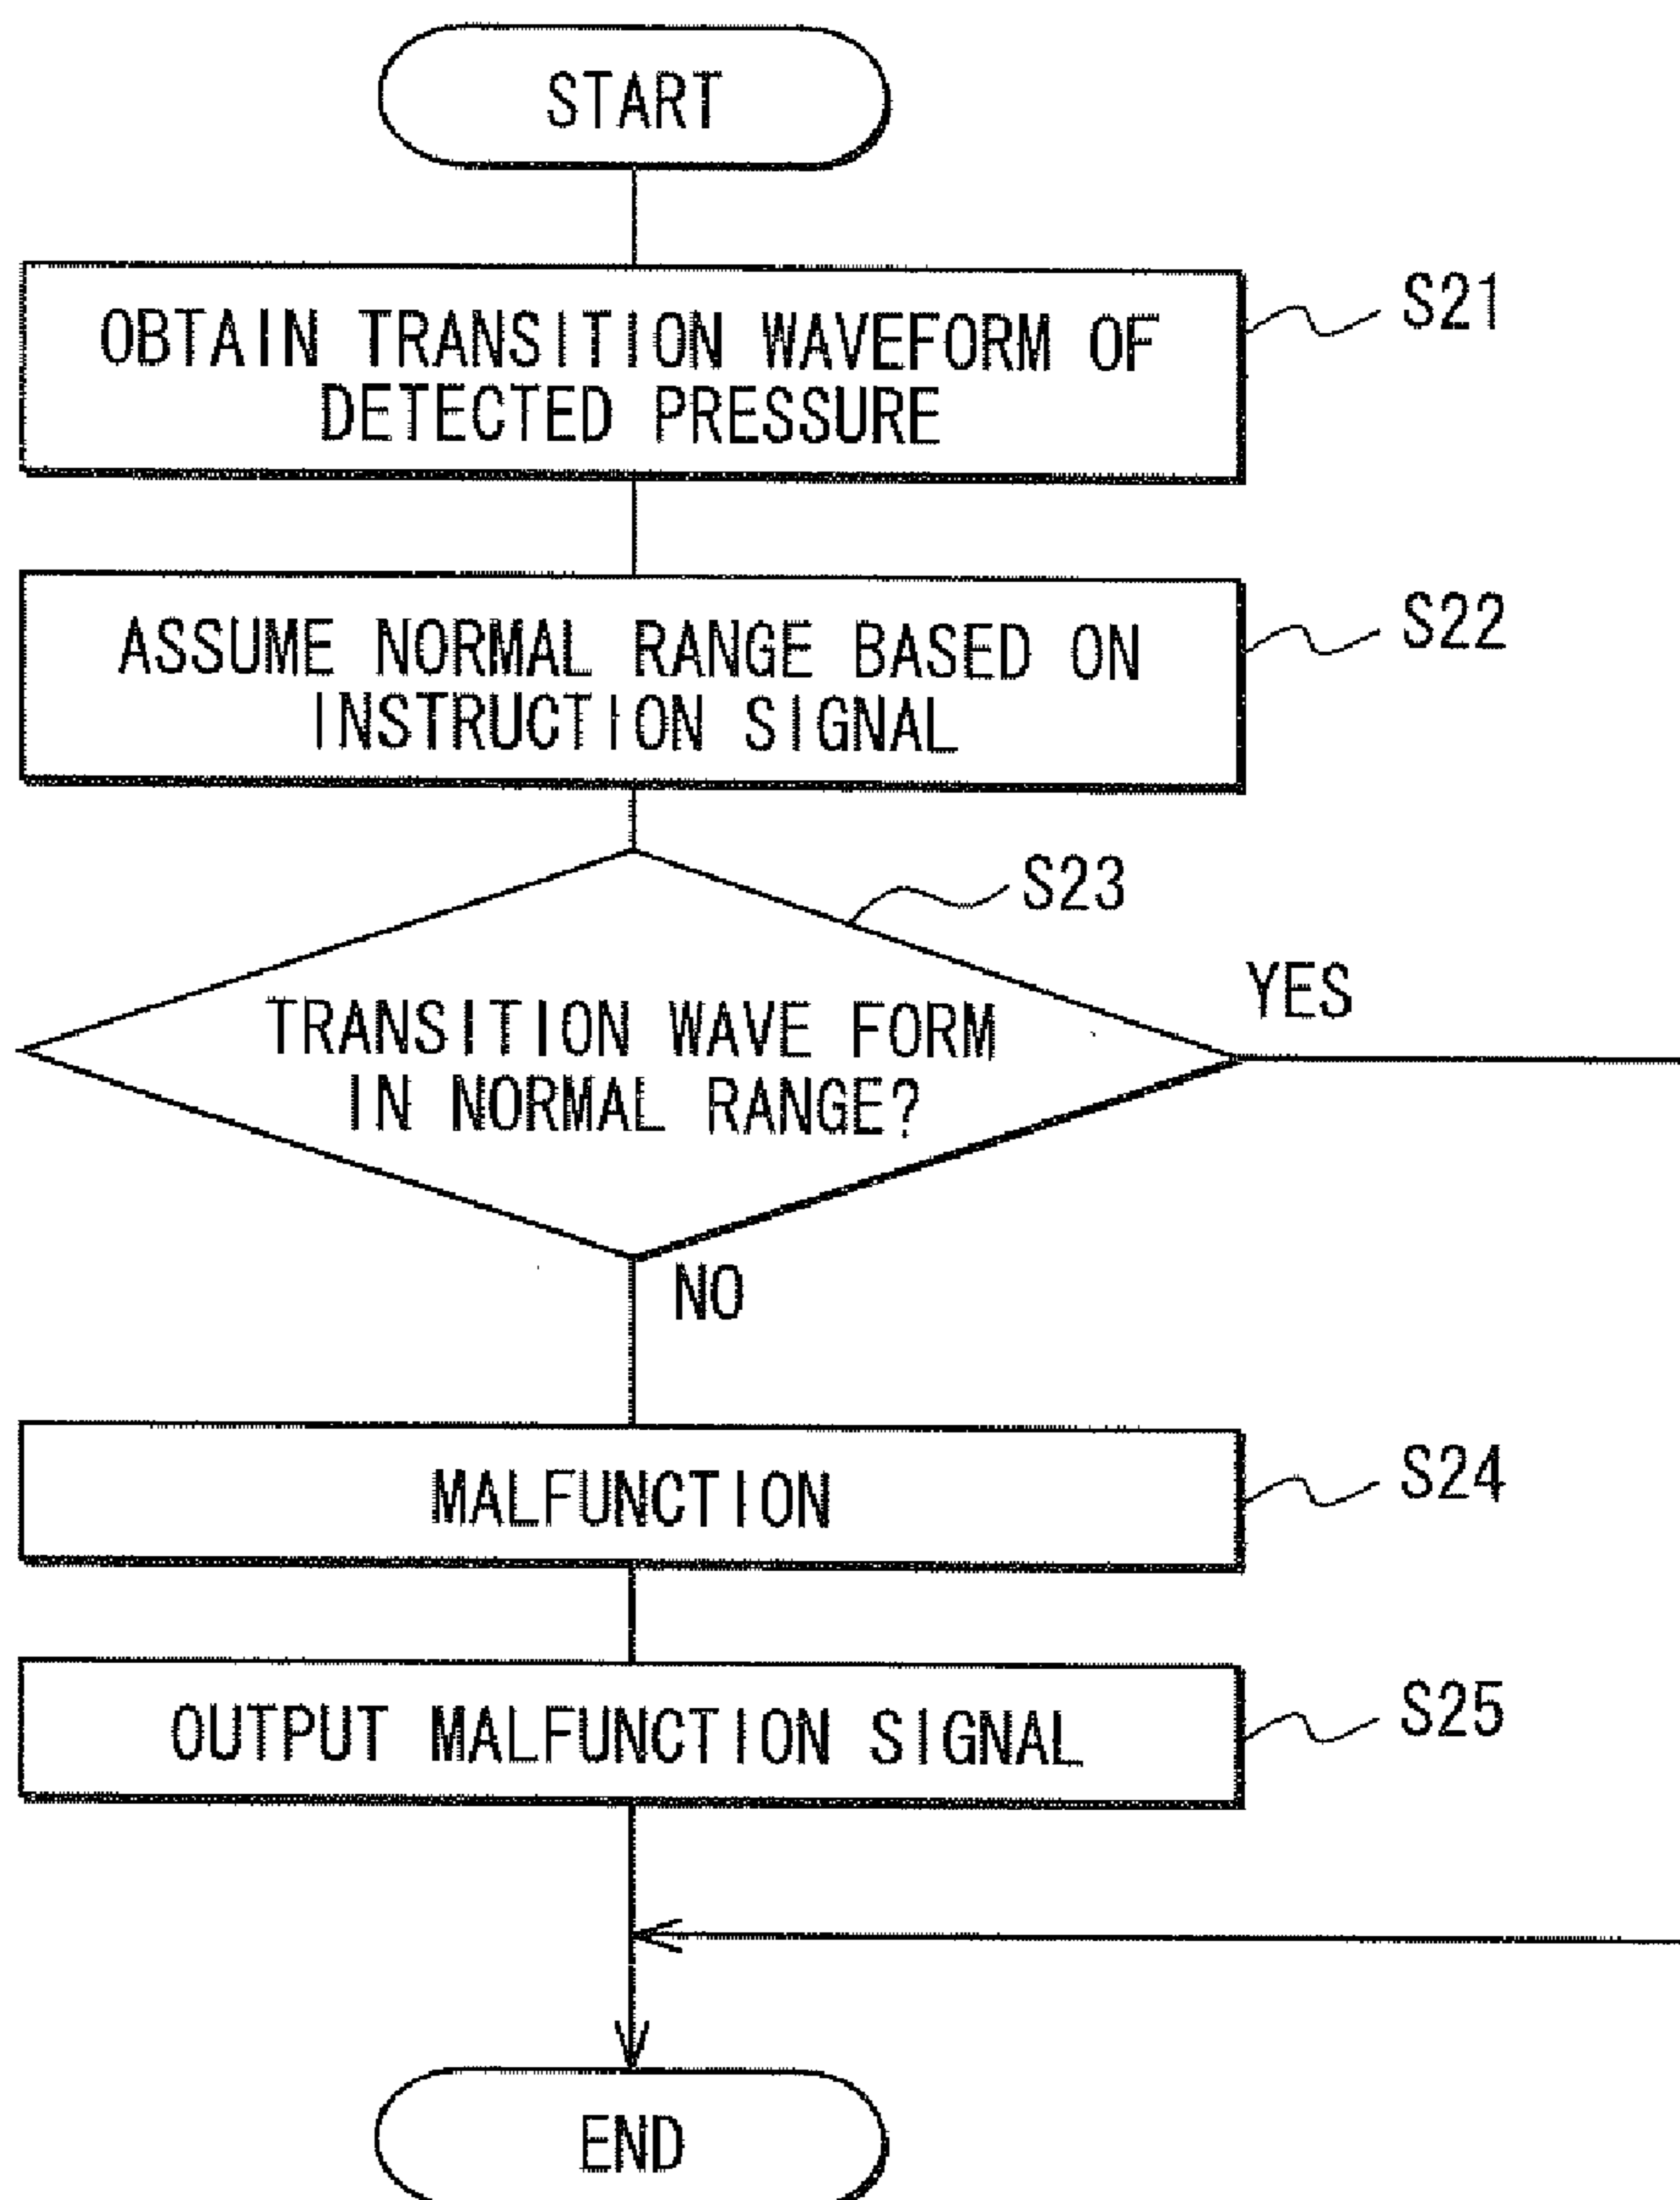 START
OBTAIN TRANSITION WAVEFORM OF
DETECTED PRESSURE
S21
ASSUME NORMAL RANGE BASED ON
INSTRUCTION SIGNAL
S22
S23
TRANSITION WAVE FORM
IN NORMAL RANGE?
YES
NO
MALFUNCTION
S24
OUTPUT MALFUNCTION SIGNAL
S25
END